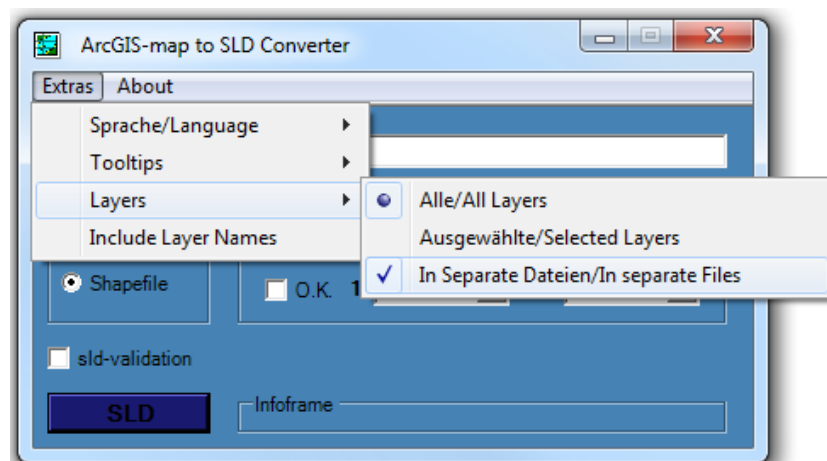 ArcGIS-map to SLD Converter
Extras About
Sprache/Language
Tooltips
Layers
Include Layer Names
Alle/All Layers
Ausgewählte/Selected Layers
In Separate Dateien/In separate Files
Shapefile
O.K. 1
sld-validation
SLD
Infoframe